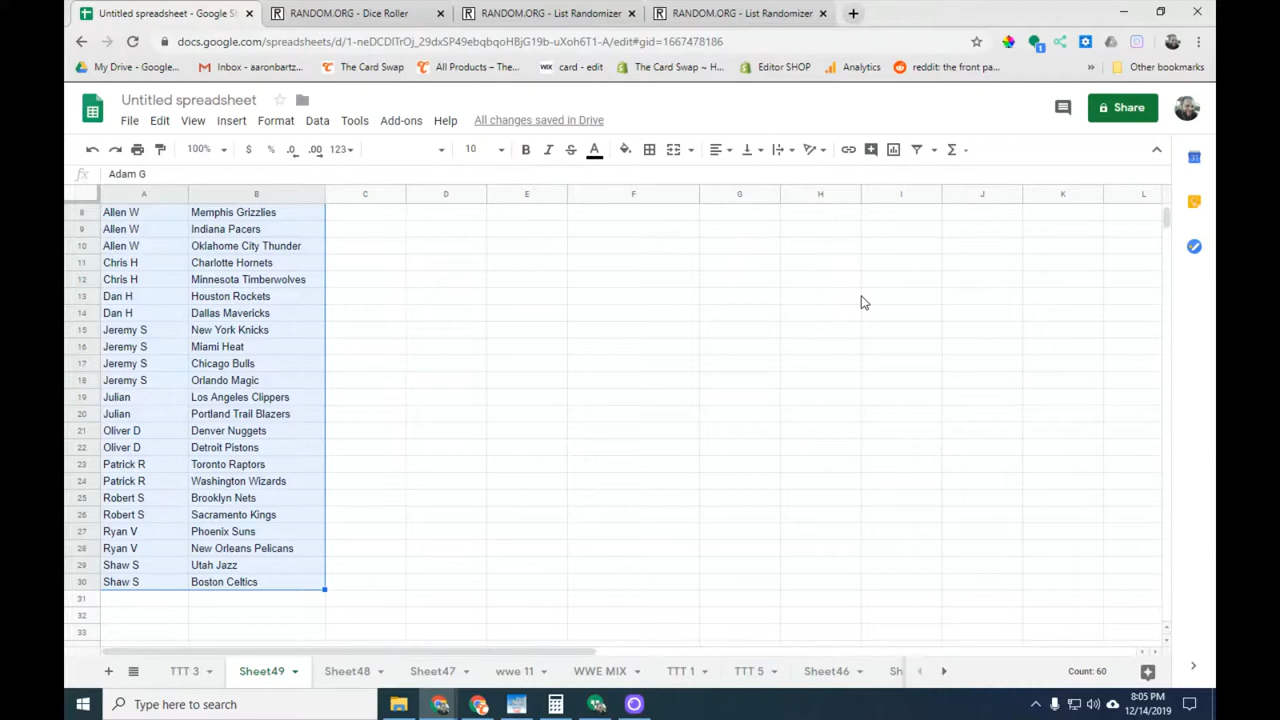 Untitled spreadsheet - Google Sh
RANDOM.ORG - Dice Roller
RANDOM.ORG - List Randomizer
RANDOM.ORG - List Randomizer
docs.google.com/spreadsheets/d/1-neDCDITrOj_29dxSP49ebqbqoHBjG19b-uXoh6T1-A/edit#gid=1667478186
My Drive - Google...
Inbox - aaronbartz...
The Card Swap
All Products – The...
WIX card - edit
The Card Swap ~ H...
Editor SHOP
Analytics
reddit: the front pa...
» Other bookmarks
Untitled spreadsheet
File Edit View Insert Format Data Tools Add-ons Help All changes saved in Drive
Share
100% $ % .0 .00 123 10 B I S A Σ
fx Adam G
A B C D E F G H I J K L
8 Allen W Memphis Grizzlies
9 Allen W Indiana Pacers
10 Allen W Oklahome City Thunder
11 Chris H Charlotte Hornets
12 Chris H Minnesota Timberwolves
13 Dan H Houston Rockets
14 Dan H Dallas Mavericks
15 Jeremy S New York Knicks
16 Jeremy S Miami Heat
17 Jeremy S Chicago Bulls
18 Jeremy S Orlando Magic
19 Julian Los Angeles Clippers
20 Julian Portland Trail Blazers
21 Oliver D Denver Nuggets
22 Oliver D Detroit Pistons
23 Patrick R Toronto Raptors
24 Patrick R Washington Wizards
25 Robert S Brooklyn Nets
26 Robert S Sacramento Kings
27 Ryan V Phoenix Suns
28 Ryan V New Orleans Pelicans
29 Shaw S Utah Jazz
30 Shaw S Boston Celtics
31
32
33
TTT 3 Sheet49 Sheet48 Sheet47 wwe 11 WWE MIX TTT 1 TTT 5 Sheet46 Sh Count: 60
Type here to search
8:05 PM
12/14/2019